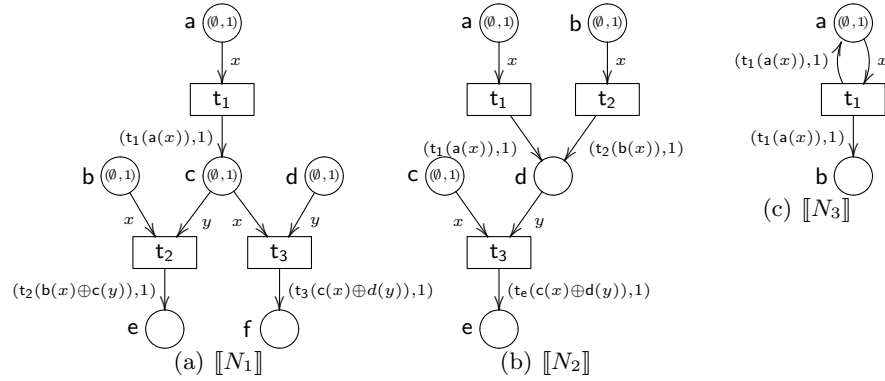 a (∅, 1)
x
t₁
(t₁(a(x)),1)
b (∅, 1)
c (∅, 1)
d (∅, 1)
x
y
x
y
t₂
t₃
(t₂(b(x)⊕c(y)),1)
(t₃(c(x)⊕d(y)),1)
e
f
(a) ⟦N₁⟧
a (∅, 1)
b (∅, 1)
x
x
t₁
t₂
(t₁(a(x)),1)
(t₂(b(x)),1)
c (∅, 1)
d
x
y
t₃
(tₑ(c(x)⊕d(y)),1)
e
(b) ⟦N₂⟧
a (∅, 1)
(t₁(a(x)),1)
x
t₁
(t₁(a(x)),1)
b
(c) ⟦N₃⟧